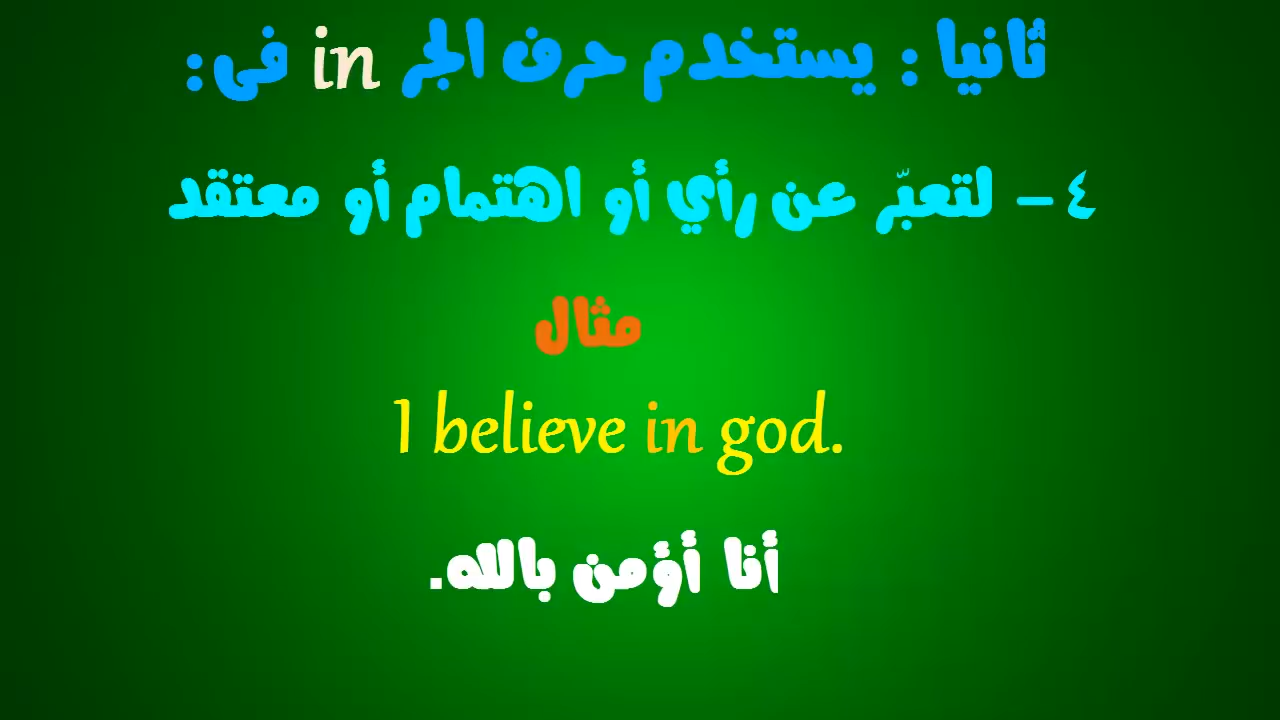 ثانيا : يستخدم حرف الجر in فى :
٤ - لتعبّر عن رأي أو اهتمام أو معتقد
مثال
I believe in god.
أنا أؤمن بالله.